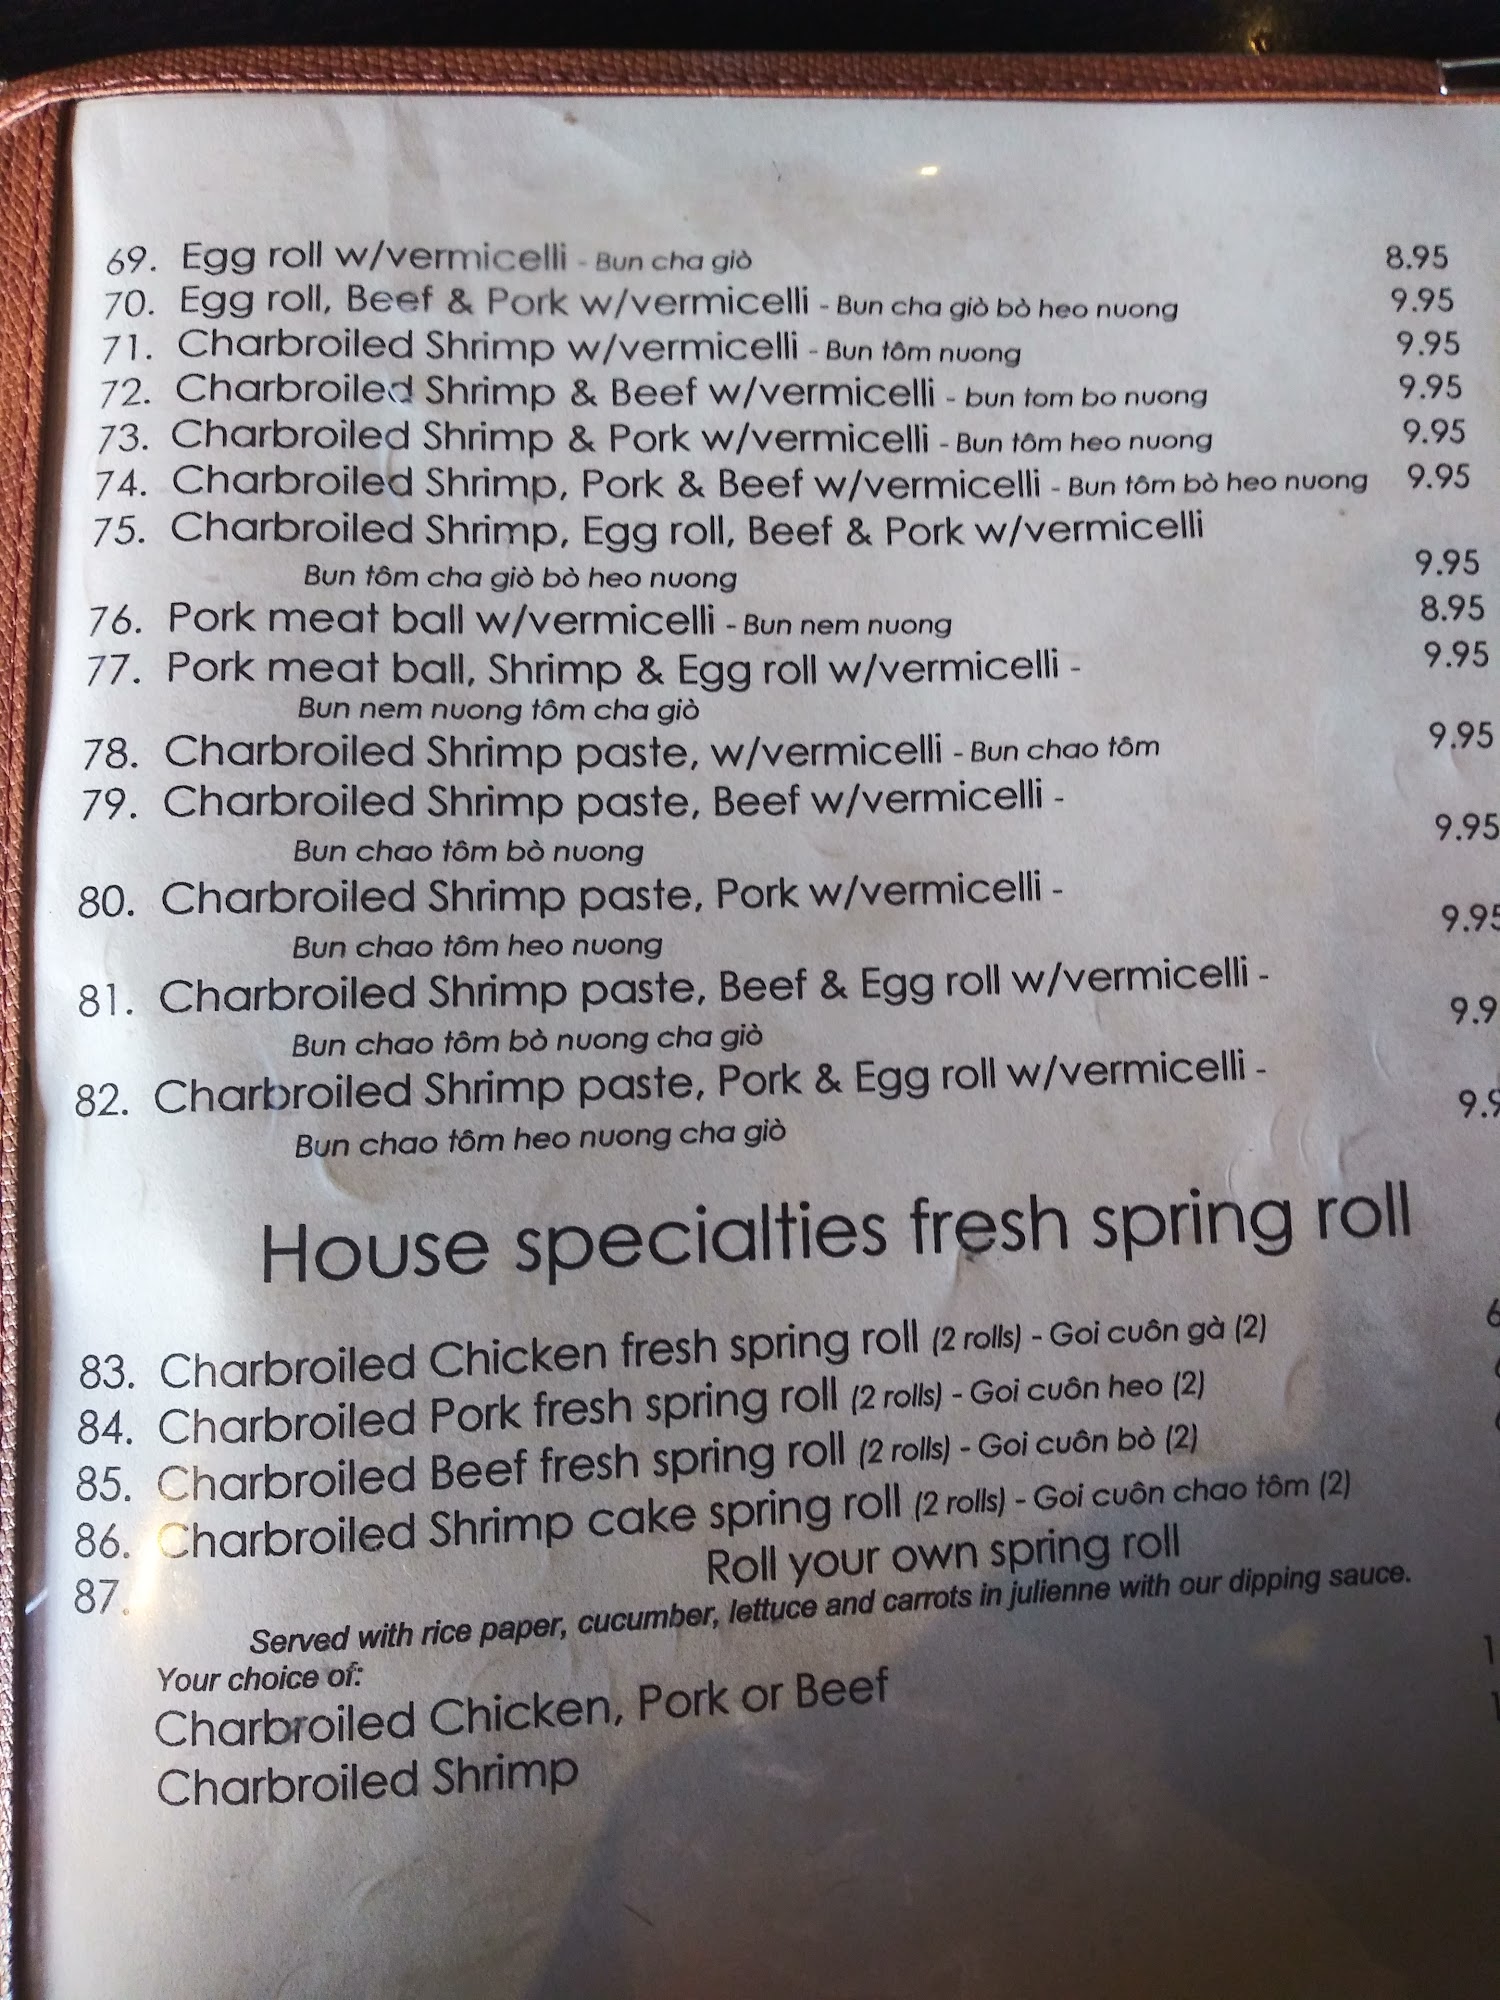 69. Egg roll w/vermicelli - Bun cha giò 8.95
70. Egg roll, Beef & Pork w/vermicelli - Bun cha giò bò heo nuong 9.95
71. Charbroiled Shrimp w/vermicelli - Bun tôm nuong 9.95
72. Charbroiled Shrimp & Beef w/vermicelli - bun tom bo nuong 9.95
73. Charbroiled Shrimp & Pork w/vermicelli - Bun tôm heo nuong 9.95
74. Charbroiled Shrimp, Pork & Beef w/vermicelli - Bun tôm bò heo nuong 9.95
75. Charbroiled Shrimp, Egg roll, Beef & Pork w/vermicelli
Bun tôm cha giò bò heo nuong 9.95
76. Pork meat ball w/vermicelli - Bun nem nuong 8.95
77. Pork meat ball, Shrimp & Egg roll w/vermicelli - 9.95
Bun nem nuong tôm cha giò
78. Charbroiled Shrimp paste, w/vermicelli - Bun chao tôm 9.95
79. Charbroiled Shrimp paste, Beef w/vermicelli -
Bun chao tôm bò nuong 9.95
80. Charbroiled Shrimp paste, Pork w/vermicelli -
Bun chao tôm heo nuong 9.95
81. Charbroiled Shrimp paste, Beef & Egg roll w/vermicelli -
Bun chao tôm bò nuong cha giò 9.9
82. Charbroiled Shrimp paste, Pork & Egg roll w/vermicelli -
Bun chao tôm heo nuong cha giò 9.9
House specialties fresh spring roll
83. Charbroiled Chicken fresh spring roll (2 rolls) - Goi cuôn gà (2) 6
84. Charbroiled Pork fresh spring roll (2 rolls) - Goi cuôn heo (2)
85. Charbroiled Beef fresh spring roll (2 rolls) - Goi cuôn bò (2)
86. Charbroiled Shrimp cake spring roll (2 rolls) - Goi cuôn chao tôm (2)
87. Roll your own spring roll
Served with rice paper, cucumber, lettuce and carrots in julienne with our dipping sauce.
Your choice of:
Charbroiled Chicken, Pork or Beef 1
Charbroiled Shrimp 1